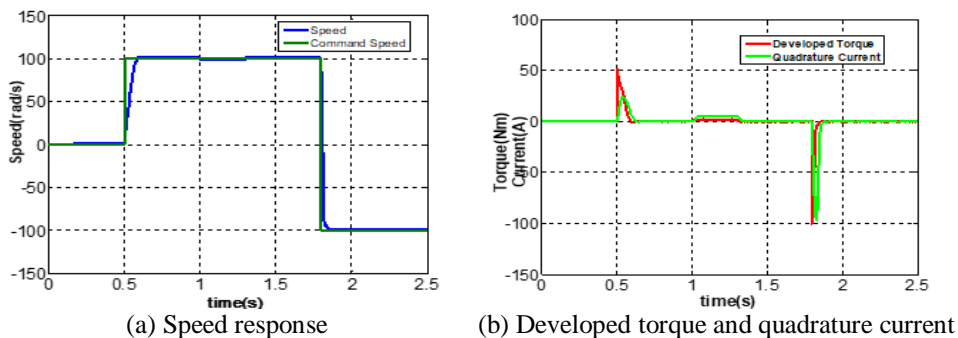 Speed
Command Speed
150
100
50
0
-50
-100
-150
Speed(rad/s)
0
0.5
1
1.5
2
2.5
time(s)
(a) Speed response
Developed Torque
Quadrature Current
100
50
0
-50
-100
-150
Torque(Nm)
Current(A)
0
0.5
1
1.5
2
2.5
time(s)
(b) Developed torque and quadrature current